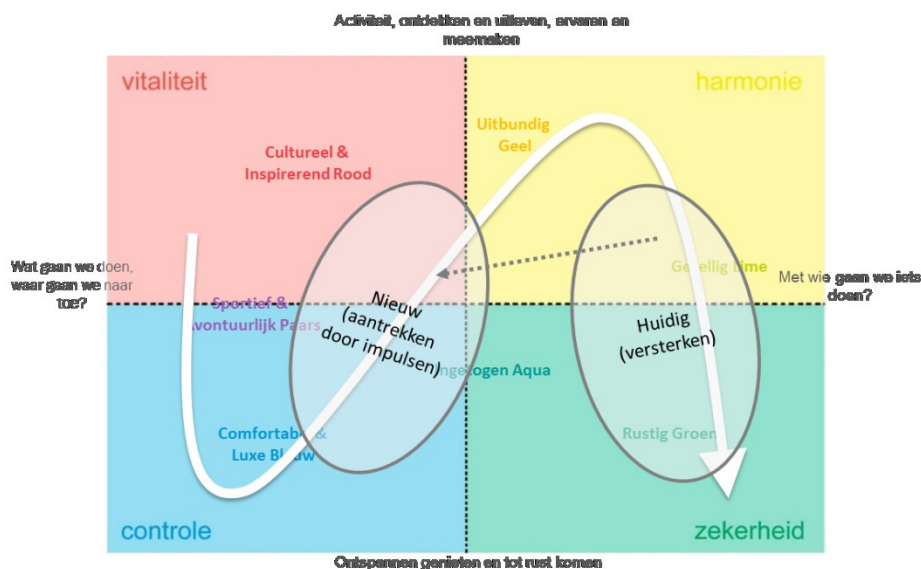 Activiteit, ontdekken en uitleven, ervaren en
meemaken
vitaliteit
harmonie
Uitbundig
Geel
Cultureel &
Inspirerend Rood
Wat gaan we doen,
waar gaan we naar
toe?
Gezellig Lime
Met wie gaan we iets
doen?
Sportief &
Avontuurlijk Paars
Nieuw
(aantrekken
door impulsen)
Huidig
(versterken)
Ingetogen Aqua
Comfortabel &
Luxe Blauw
Rustig Groen
controle
zekerheid
Ontspannen genieten en tot rust komen